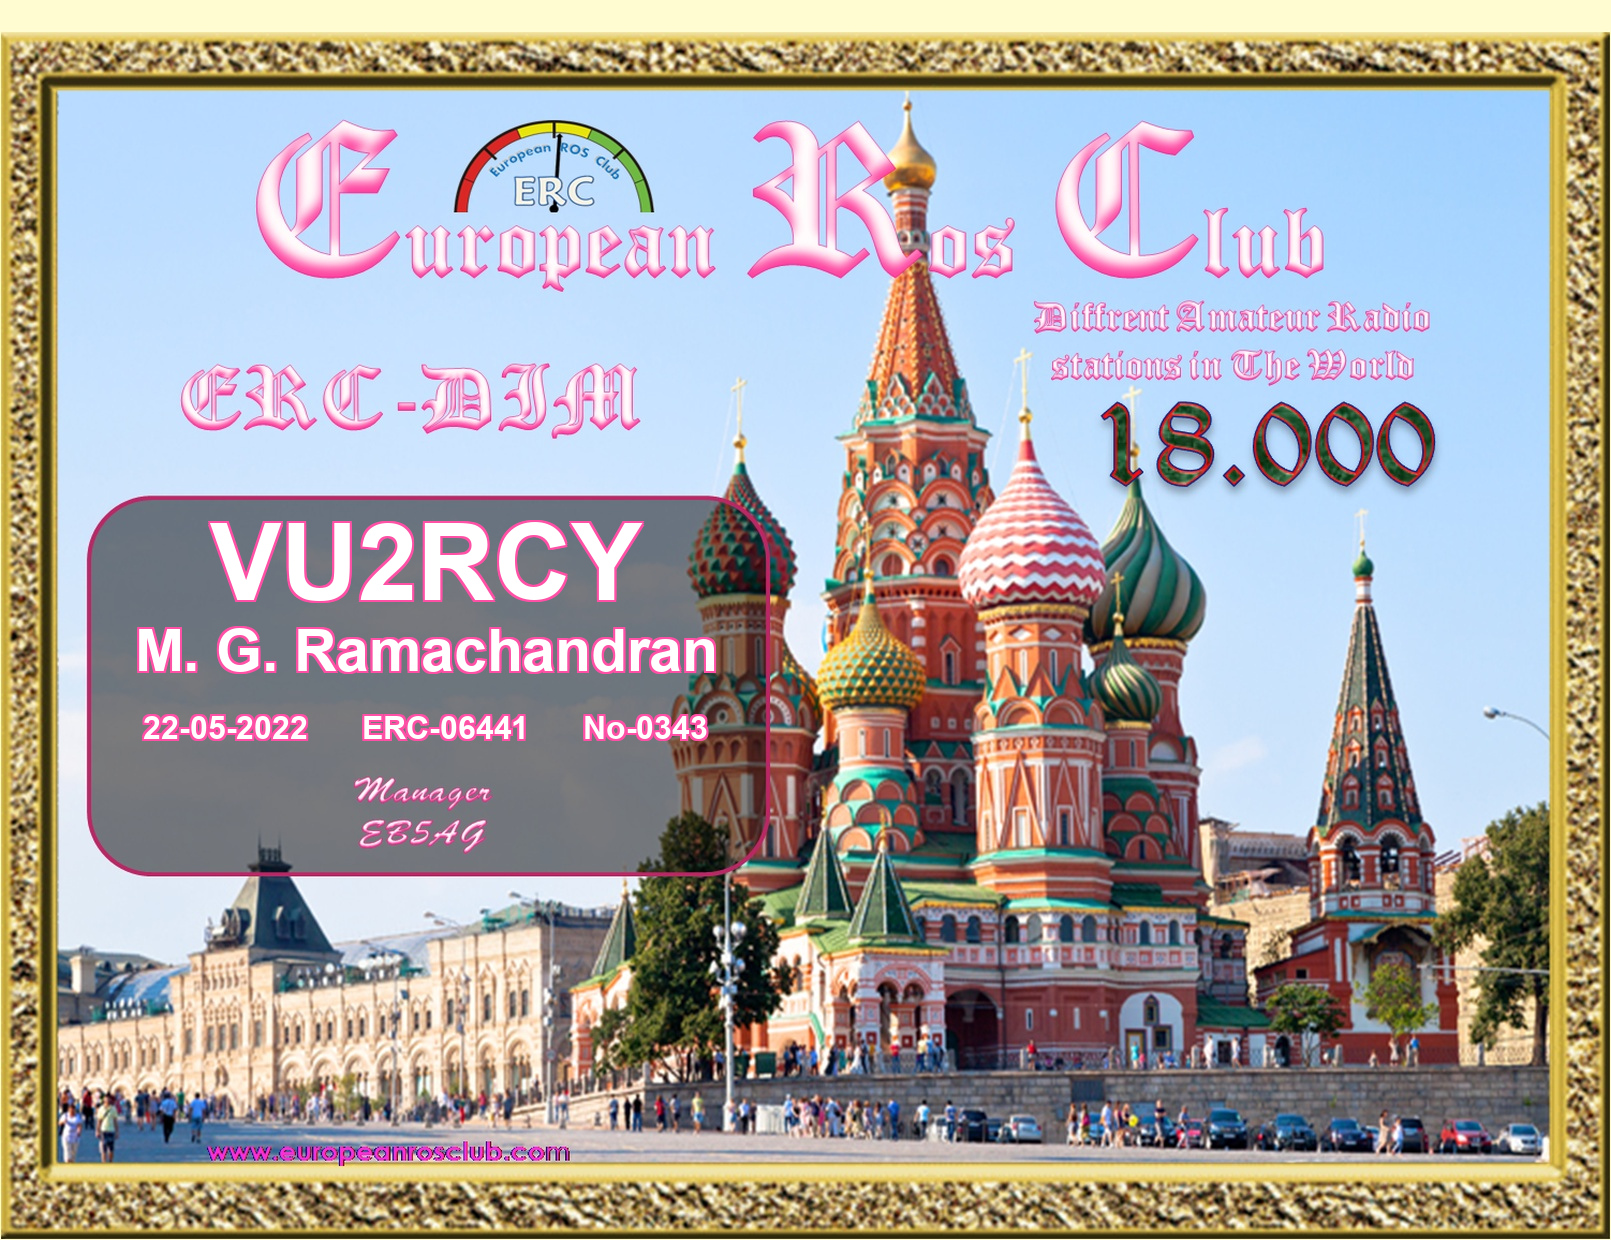 European Ros Club
European ROS Club
ERC
Diffrent Amateur Radio
stations in The World
18.000
ERC-DIM
VU2RCY
M. G. Ramachandran
22-05-2022 ERC-06441 No-0343
Manager
EB5AG
www.europeanrosclub.com